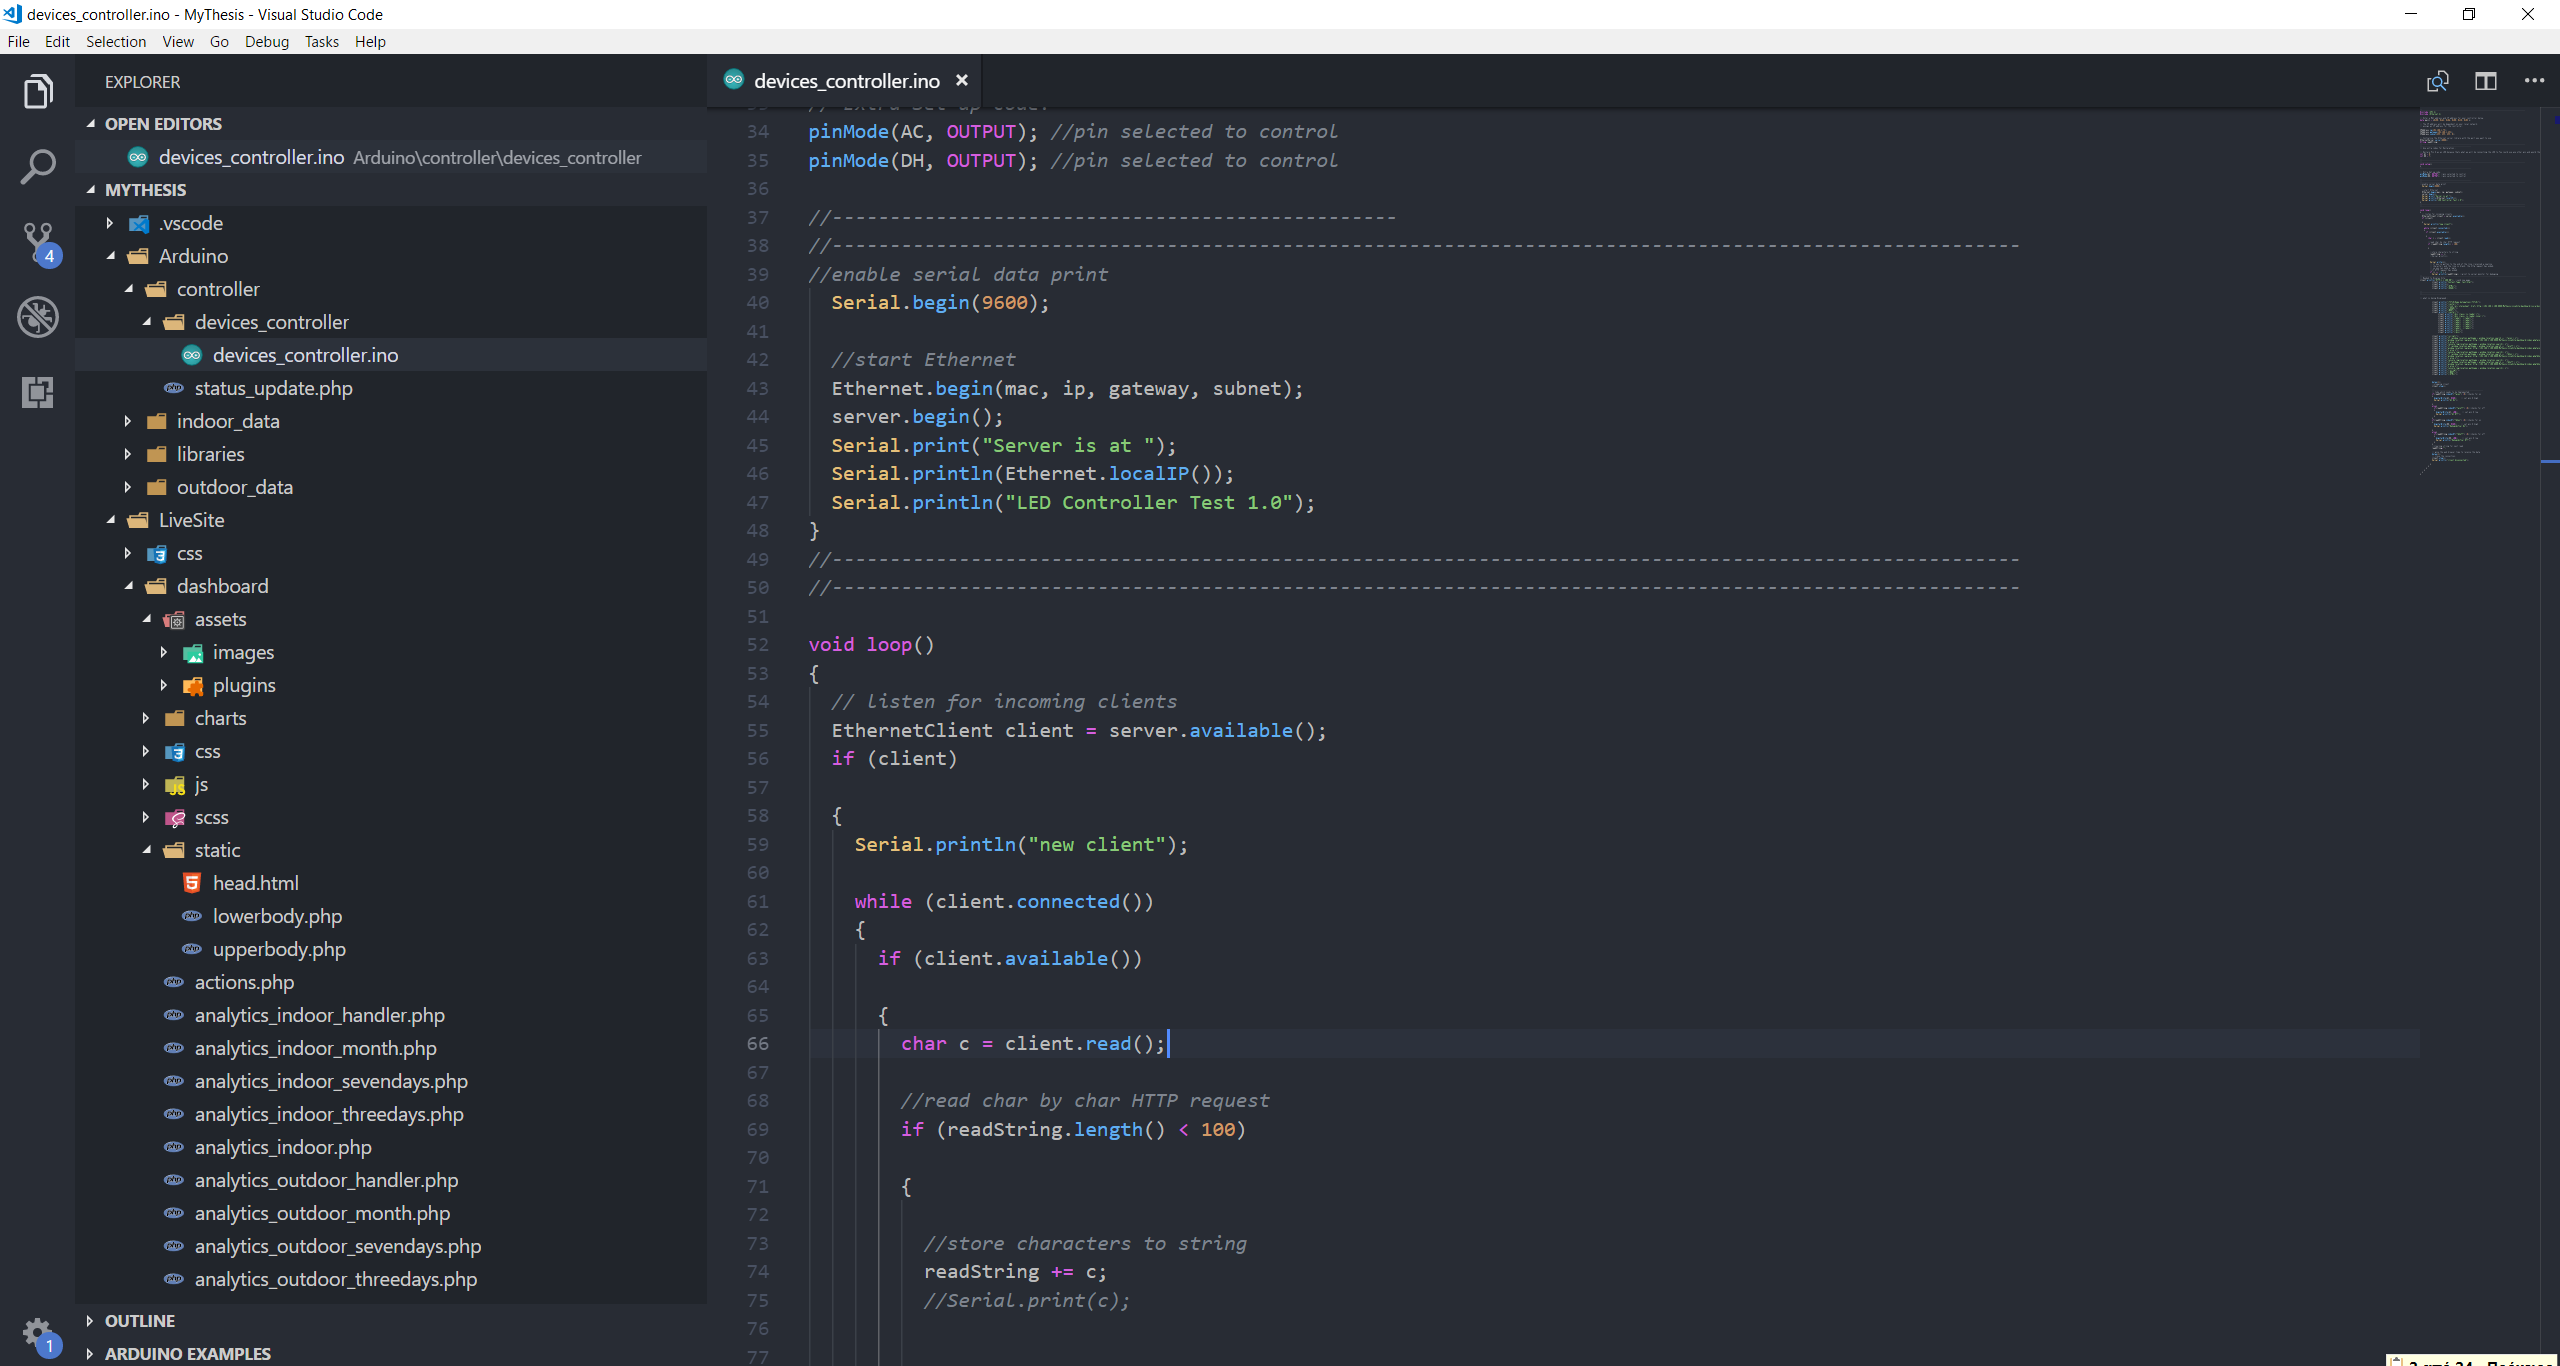 devices_controller.ino - MyThesis - Visual Studio Code
File Edit Selection View Go Debug Tasks Help
EXPLORER
OPEN EDITORS
devices_controller.ino Arduino\controller\devices_controller
MYTHESIS
.vscode
Arduino
controller
devices_controller
devices_controller.ino
status_update.php
indoor_data
libraries
outdoor_data
LiveSite
css
dashboard
assets
images
plugins
charts
css
js
scss
static
head.html
lowerbody.php
upperbody.php
actions.php
analytics_indoor_handler.php
analytics_indoor_month.php
analytics_indoor_sevendays.php
analytics_indoor_threedays.php
analytics_indoor.php
analytics_outdoor_handler.php
analytics_outdoor_month.php
analytics_outdoor_sevendays.php
analytics_outdoor_threedays.php
OUTLINE
ARDUINO EXAMPLES
4
1
devices_controller.ino
34 pinMode(AC, OUTPUT); //pin selected to control
35 pinMode(DH, OUTPUT); //pin selected to control
36
37 //-------------------------------------------------
38 //-------------------------------------------------------------------------------------------------------
39 //enable serial data print
40 Serial.begin(9600);
41
42 //start Ethernet
43 Ethernet.begin(mac, ip, gateway, subnet);
44 server.begin();
45 Serial.print("Server is at ");
46 Serial.println(Ethernet.localIP());
47 Serial.println("LED Controller Test 1.0");
48 }
49 //-------------------------------------------------------------------------------------------------------
50 //-------------------------------------------------------------------------------------------------------
51
52 void loop()
53 {
54 // listen for incoming clients
55 EthernetClient client = server.available();
56 if (client)
57
58 {
59 Serial.println("new client");
60
61 while (client.connected())
62 {
63 if (client.available())
64
65 {
66 char c = client.read();
67
68 //read char by char HTTP request
69 if (readString.length() < 100)
70
71 {
72
73 //store characters to string
74 readString += c;
75 //Serial.print(c);
76
77